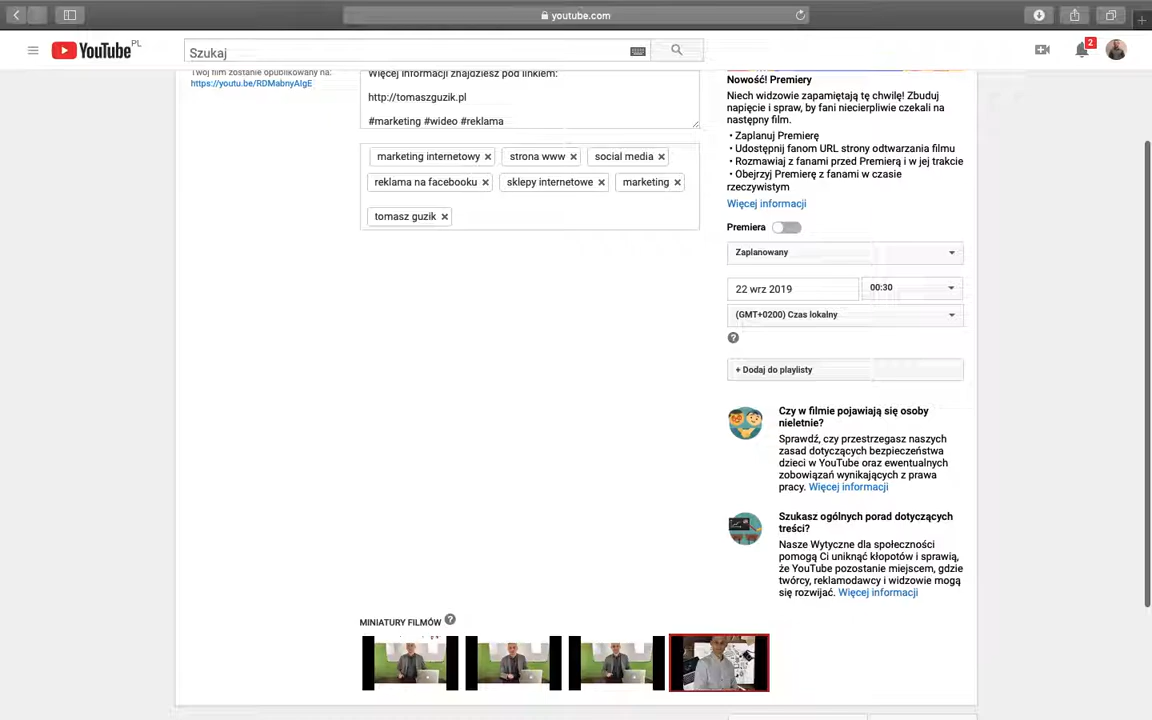 youtube.com
YouTube PL
Szukaj
2
Twój film zostanie opublikowany na:
https://youtu.be/RDMabnyAIgE
Więcej informacji znajdziesz pod linkiem:
http://tomaszguzik.pl
#marketing #wideo #reklama
marketing internetowy
strona www
social media
reklama na facebooku
sklepy internetowe
marketing
tomasz guzik
Nowość! Premiery
Niech widzowie zapamiętają tę chwilę! Zbuduj
napięcie i spraw, by fani niecierpliwie czekali na
następny film.
• Zaplanuj Premierę
• Udostępnij fanom URL strony odtwarzania filmu
• Rozmawiaj z fanami przed Premierą i w jej trakcie
• Obejrzyj Premierę z fanami w czasie
rzeczywistym
Więcej informacji
Premiera
Zaplanowany
22 wrz 2019
00:30
(GMT+0200) Czas lokalny
?
+ Dodaj do playlisty
Czy w filmie pojawiają się osoby
nieletnie?
Sprawdź, czy przestrzegasz naszych
zasad dotyczących bezpieczeństwa
dzieci w YouTube oraz ewentualnych
zobowiązań wynikających z prawa
pracy. Więcej informacji
Szukasz ogólnych porad dotyczących
treści?
Nasze Wytyczne dla społeczności
pomogą Ci uniknąć kłopotów i sprawią,
że YouTube pozostanie miejscem, gdzie
twórcy, reklamodawcy i widzowie mogą
się rozwijać. Więcej informacji
MINIATURY FILMÓW ?